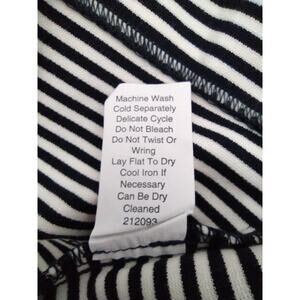 Machine Wash
Cold Separately
Delicate Cycle
Do Not Bleach
Do Not Twist Or
Wring
Lay Flat To Dry
Cool Iron If
Necessary
Can Be Dry
Cleaned
212093